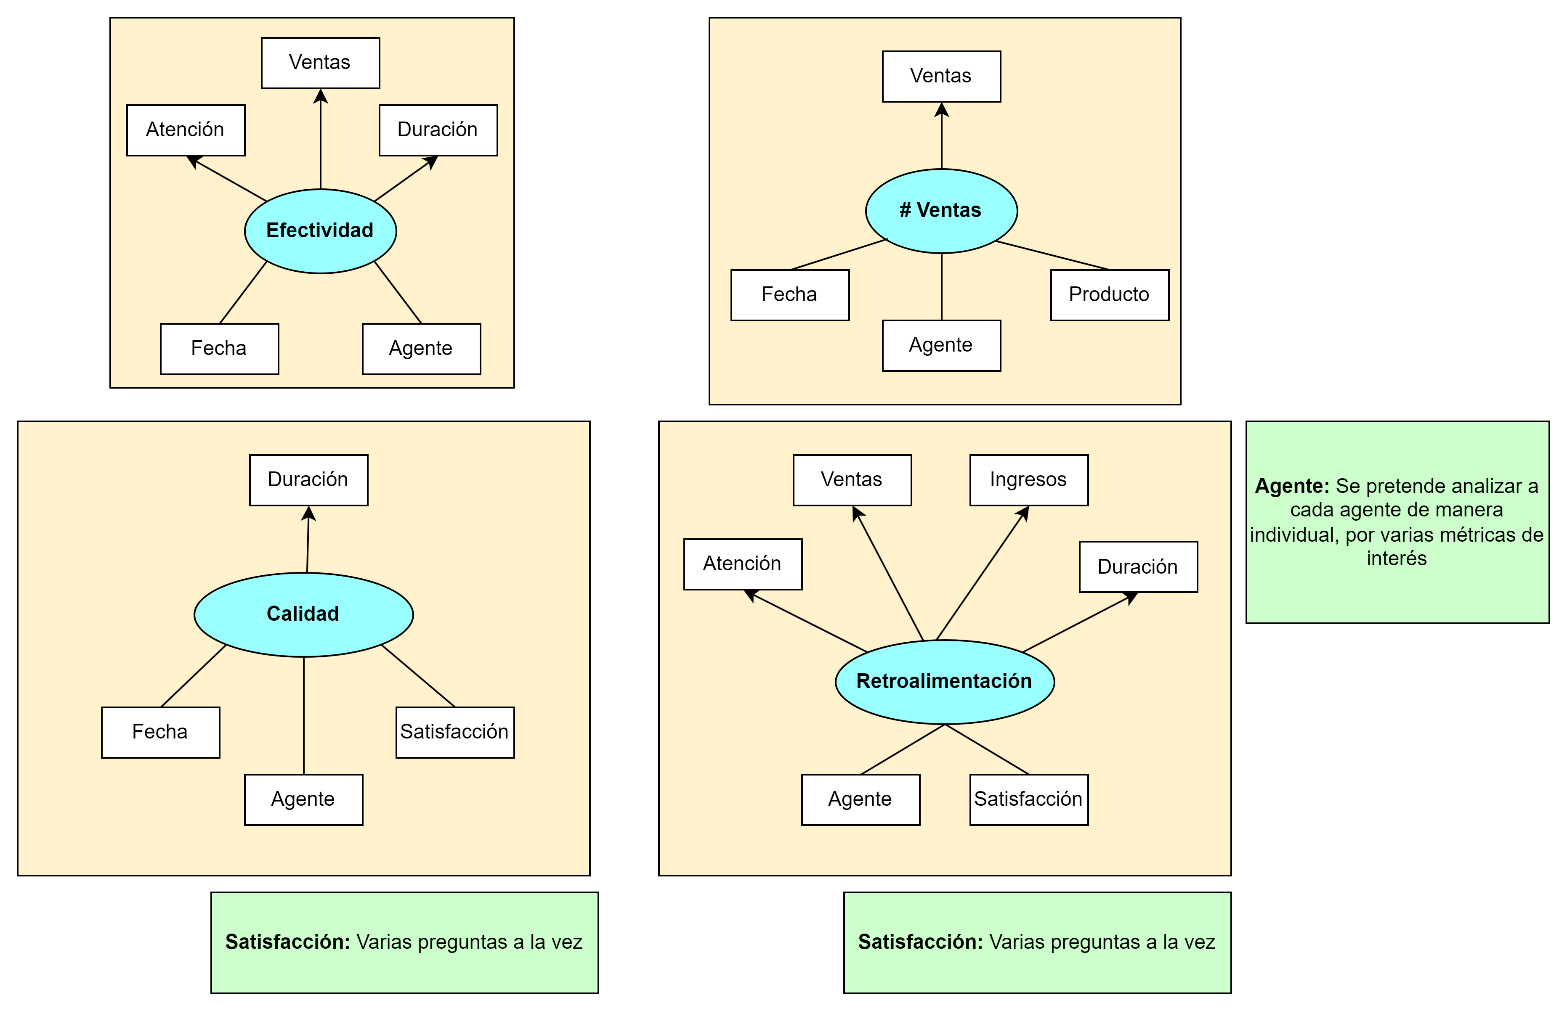 Ventas
Atención
Duración
Efectividad
Fecha
Agente
Ventas
# Ventas
Fecha
Producto
Agente
Duración
Calidad
Fecha
Satisfacción
Agente
Ventas
Ingresos
Atención
Duración
Retroalimentación
Agente
Satisfacción
Agente: Se pretende analizar a
cada agente de manera
individual, por varias métricas de
interés
Satisfacción: Varias preguntas a la vez
Satisfacción: Varias preguntas a la vez